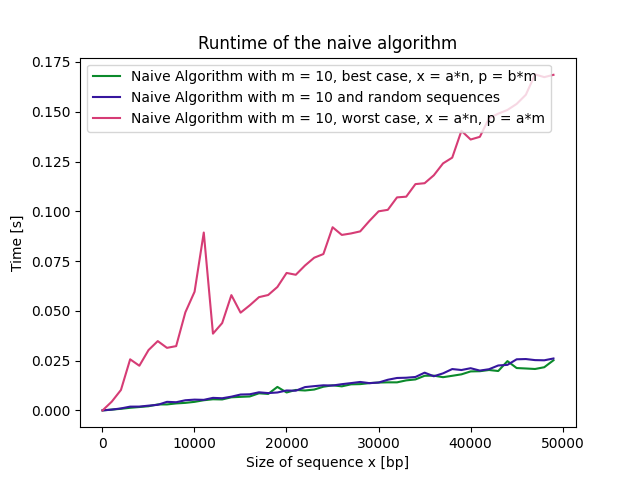 Runtime of the naive algorithm
0.175
0.150
0.125
0.100
0.075
0.050
0.025
0.000
Time [s]
Naive Algorithm with m = 10, best case, x = a*n, p = b*m
Naive Algorithm with m = 10 and random sequences
Naive Algorithm with m = 10, worst case, x = a*n, p = a*m
0 10000 20000 30000 40000 50000
Size of sequence x [bp]